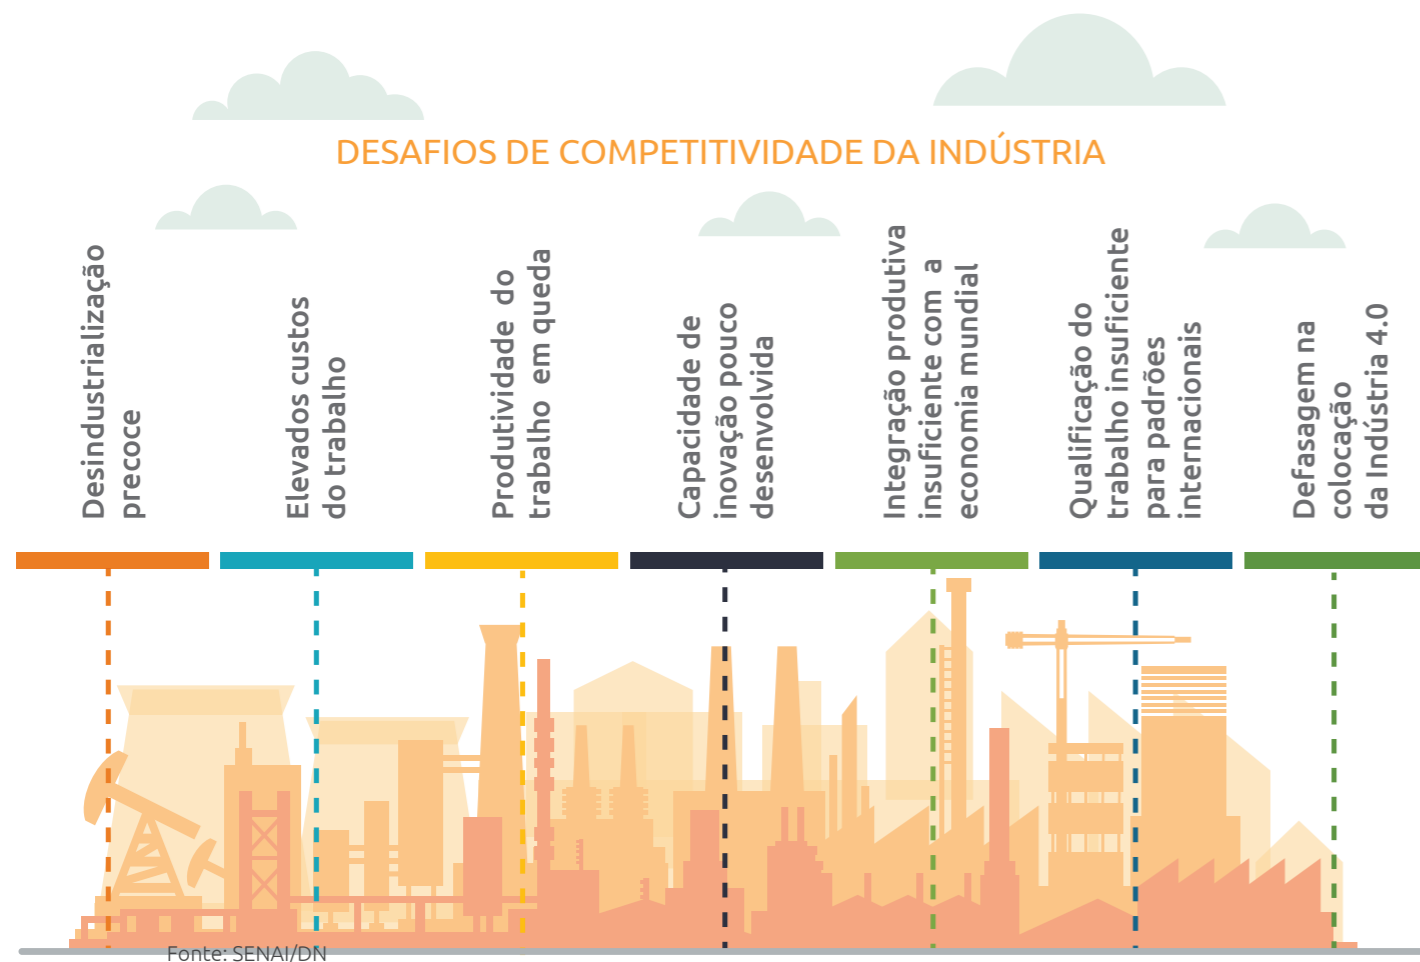 DESAFIOS DE COMPETITIVIDADE DA INDÚSTRIA
Desindustrialização
precoce
Elevados custos
do trabalho
Produtividade do
trabalho em queda
Capacidade de
inovação pouco
desenvolvida
Integração produtiva
insuficiente com a
economia mundial
Qualificação do
trabalho insuficiente
para padrões
internacionais
Defasagem na
colocação
da Indústria 4.0
Fonte: SENAI/DN